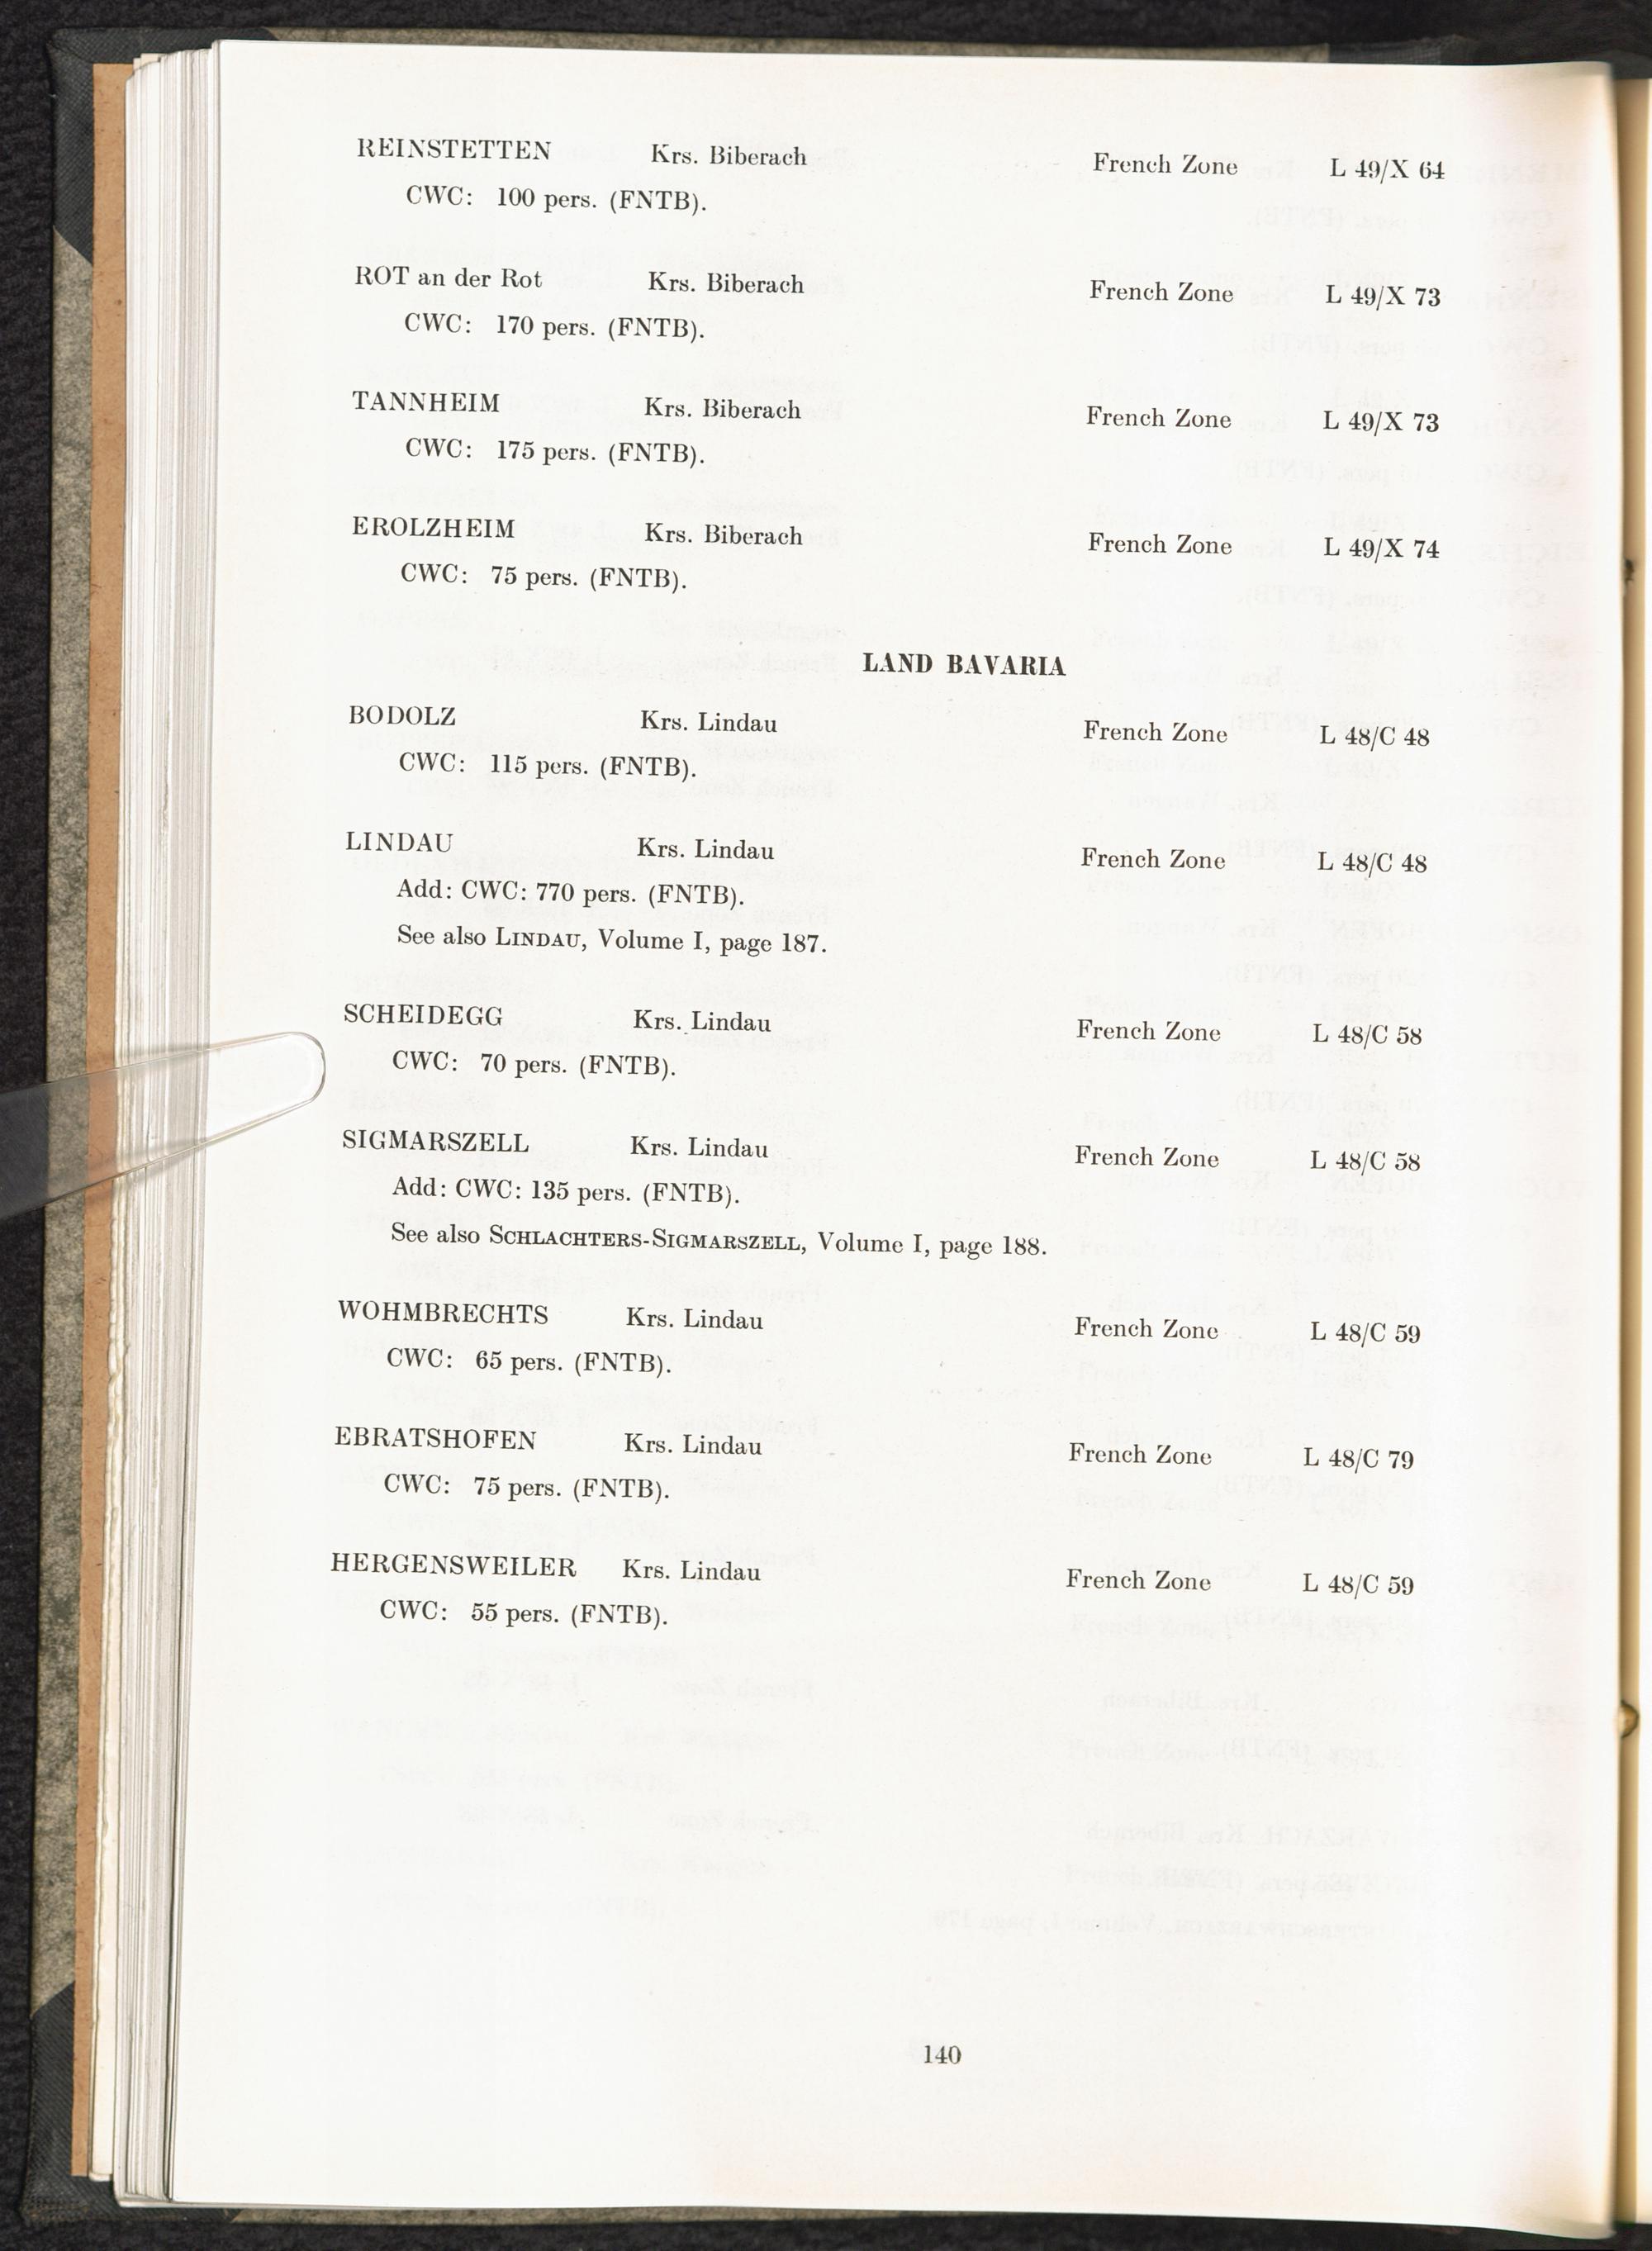 REINSTETTEN Krs. Biberach French Zone L 49/X 64
CWC: 100 pers. (FNTB).
ROT an der Rot Krs. Biberach French Zone L 49/X 73
CWC: 170 pers. (FNTB).
TANNHEIM Krs. Biberach French Zone L 49/X 73
CWC: 175 pers. (FNTB).
EROLZHEIM Krs. Biberach French Zone L 49/X 74
CWC: 75 pers. (FNTB).
LAND BAVARIA
BODOLZ Krs. Lindau French Zone L 48/C 48
CWC: 115 pers. (FNTB).
LINDAU Krs. Lindau French Zone L 48/C 48
Add: CWC: 770 pers. (FNTB).
See also LINDAU, Volume I, page 187.
SCHEIDEGG Krs. Lindau French Zone L 48/C 58
CWC: 70 pers. (FNTB).
SIGMARSZELL Krs. Lindau French Zone L 48/C 58
Add: CWC: 135 pers. (FNTB).
See also SCHLACHTERS-SIGMARSZELL, Volume I, page 188.
WOHMBRECHTS Krs. Lindau French Zone L 48/C 59
CWC: 65 pers. (FNTB).
EBRATSHOFEN Krs. Lindau French Zone L 48/C 79
CWC: 75 pers. (FNTB).
HERGENSWEILER Krs. Lindau French Zone L 48/C 59
CWC: 55 pers. (FNTB).
140